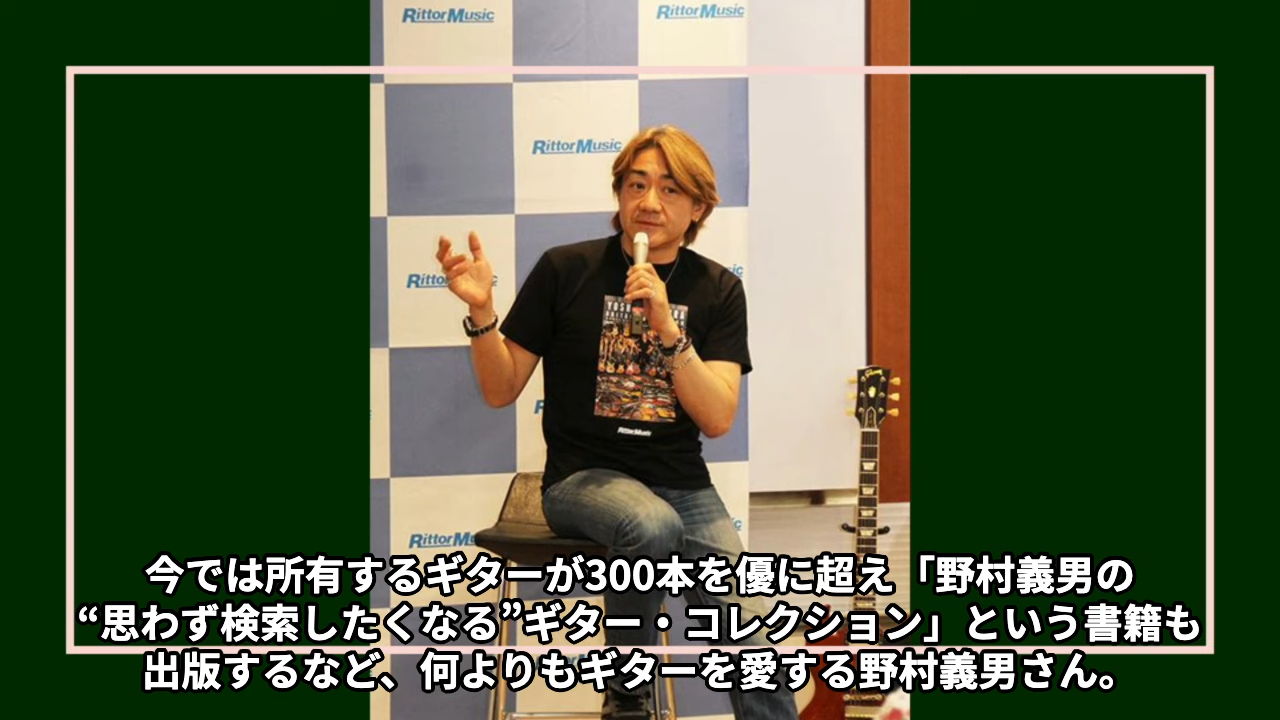 RittorMusic
RittorMusic
RittorMusic
Ritto
RittorMu
Gibson
YOSH
RittorMusic
今では所有するギターが300本を優に超え「野村義男の
“思わず検索したくなる”ギター・コレクション」という書籍も
出版するなど、何よりもギターを愛する野村義男さん。